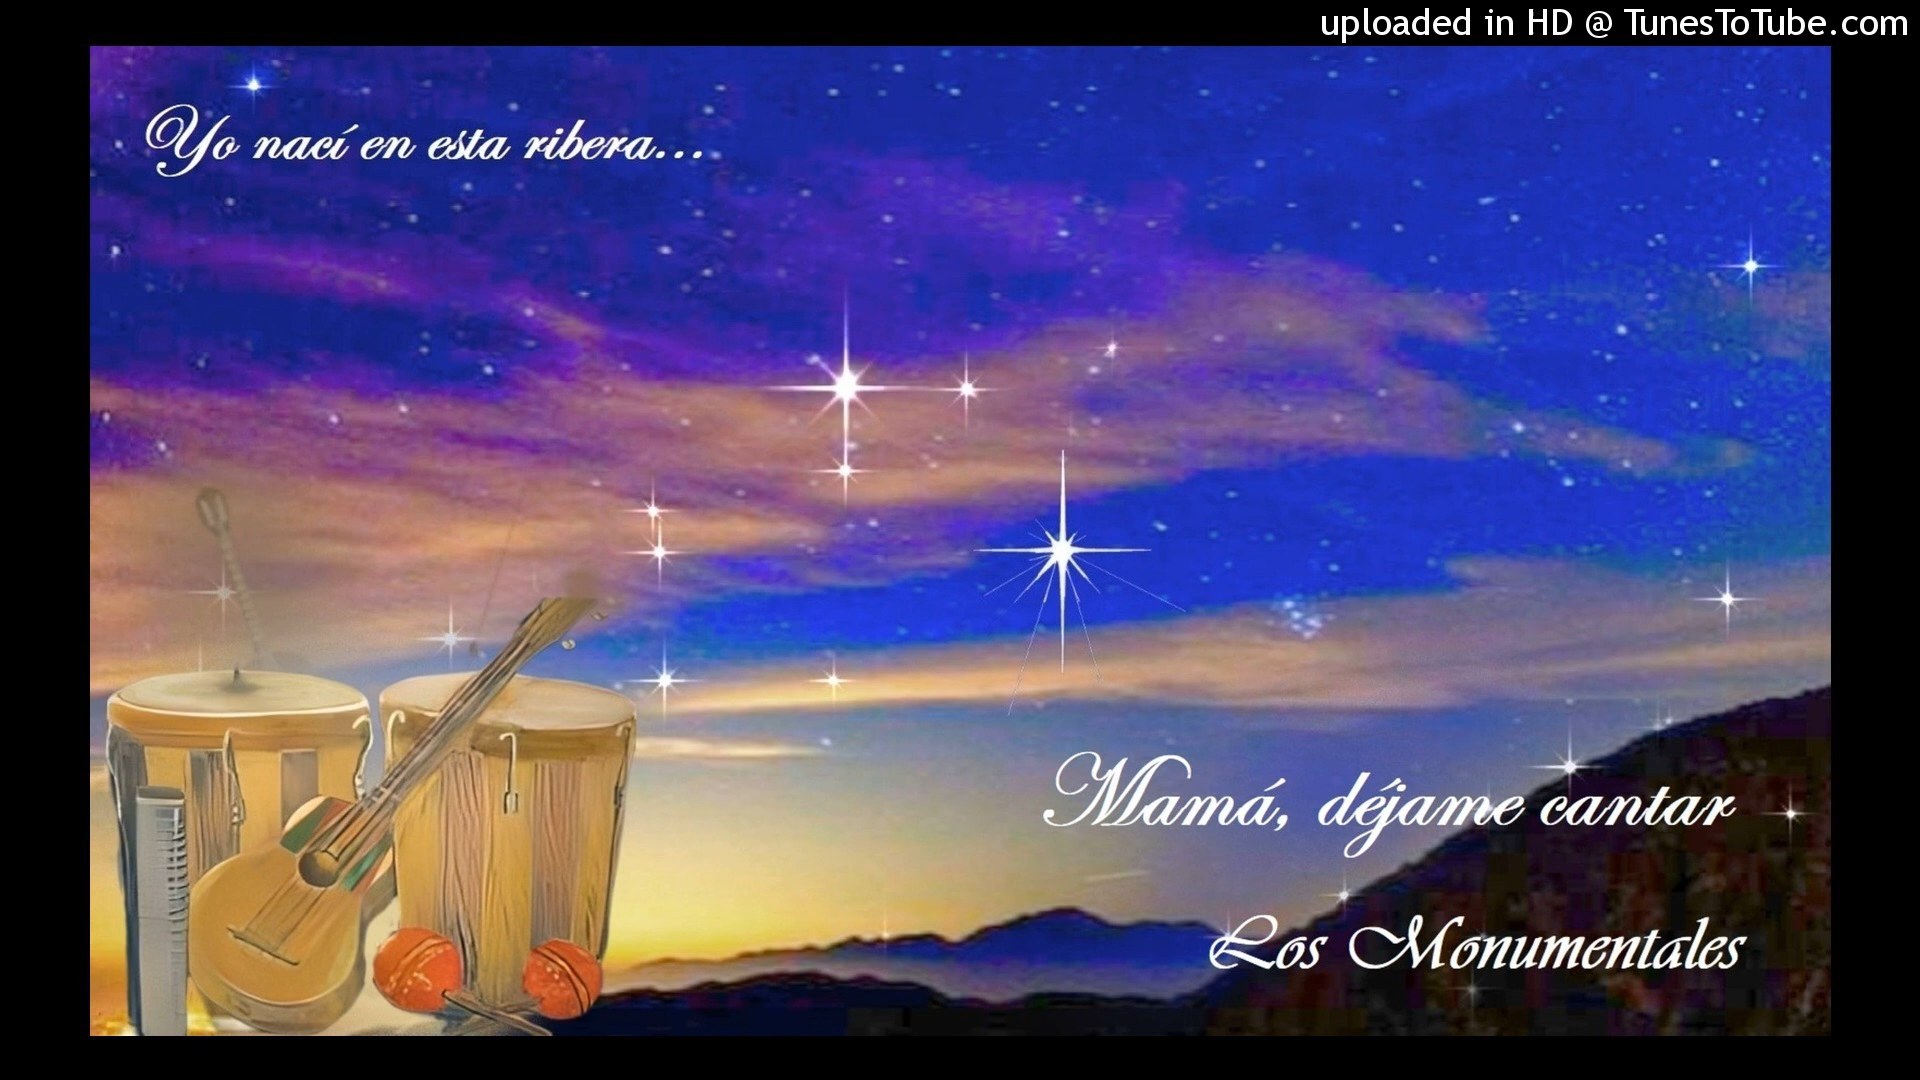 uploaded in HD @ TunesToTube.com
Yo nací en esta ribera...
Mamá, déjame cantar
Los Monumentales